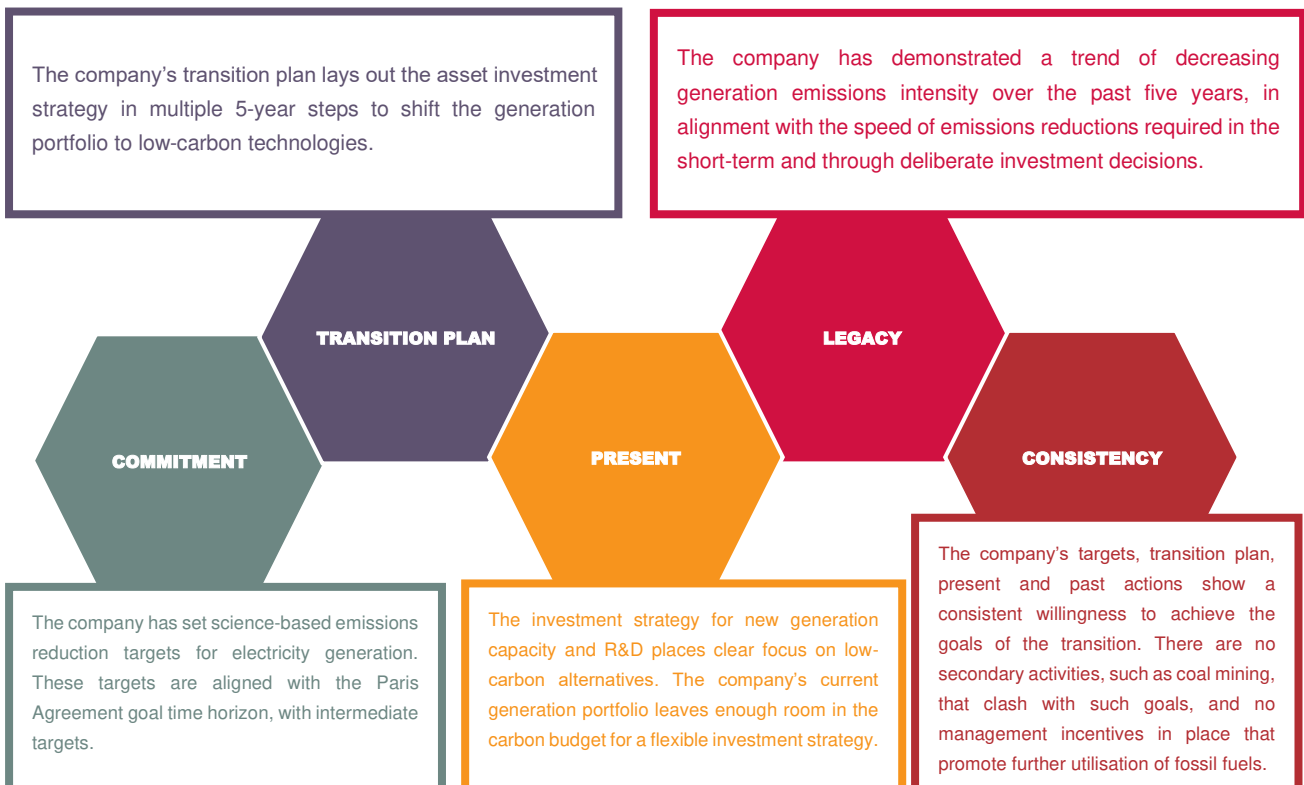 The company’s transition plan lays out the asset investment
strategy in multiple 5-year steps to shift the generation
portfolio to low-carbon technologies.
The company has demonstrated a trend of decreasing
generation emissions intensity over the past five years, in
alignment with the speed of emissions reductions required in the
short-term and through deliberate investment decisions.
TRANSITION PLAN
LEGACY
COMMITMENT
PRESENT
CONSISTENCY
The company has set science-based emissions
reduction targets for electricity generation.
These targets are aligned with the Paris
Agreement goal time horizon, with intermediate
targets.
The investment strategy for new generation
capacity and R&D places clear focus on low-
carbon alternatives. The company’s current
generation portfolio leaves enough room in the
carbon budget for a flexible investment strategy.
The company’s targets, transition plan,
present and past actions show a
consistent willingness to achieve the
goals of the transition. There are no
secondary activities, such as coal mining,
that clash with such goals, and no
management incentives in place that
promote further utilisation of fossil fuels.